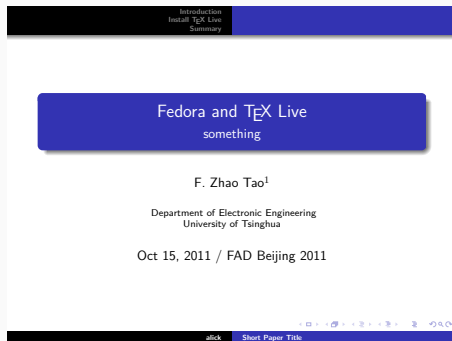 Introduction
Install TEX Live
Summary
Fedora and TEX Live
something
F. Zhao Tao1
Department of Electronic Engineering
University of Tsinghua
Oct 15, 2011 / FAD Beijing 2011
alick Short Paper Title